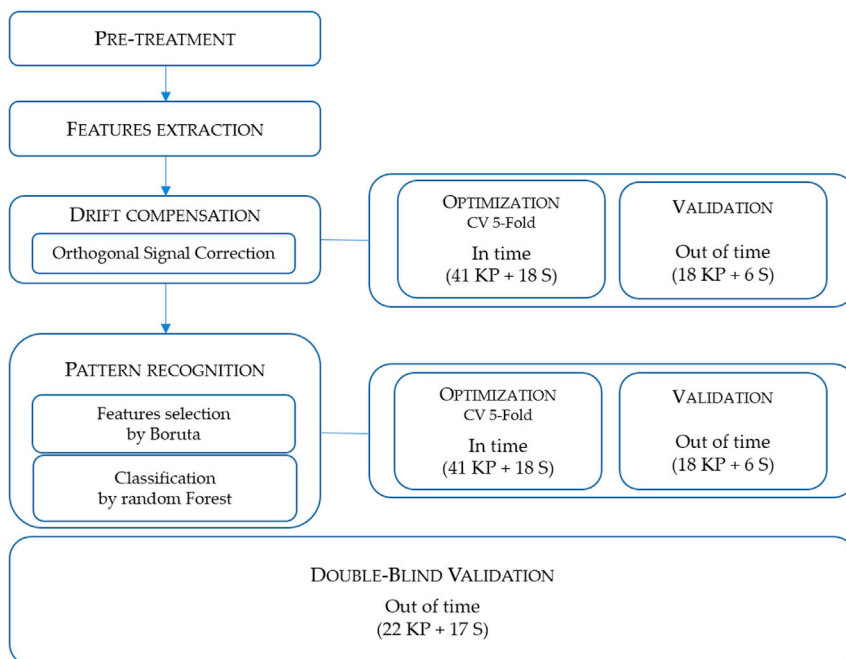 PRE-TREATMENT
FEATURES EXTRACTION
DRIFT COMPENSATION
Orthogonal Signal Correction
OPTIMIZATION
CV 5-Fold
In time
(41 KP + 18 S)
VALIDATION
Out of time
(18 KP + 6 S)
PATTERN RECOGNITION
Features selection
by Boruta
Classification
by random Forest
OPTIMIZATION
CV 5-Fold
In time
(41 KP + 18 S)
VALIDATION
Out of time
(18 KP + 6 S)
DOUBLE-BLIND VALIDATION
Out of time
(22 KP + 17 S)